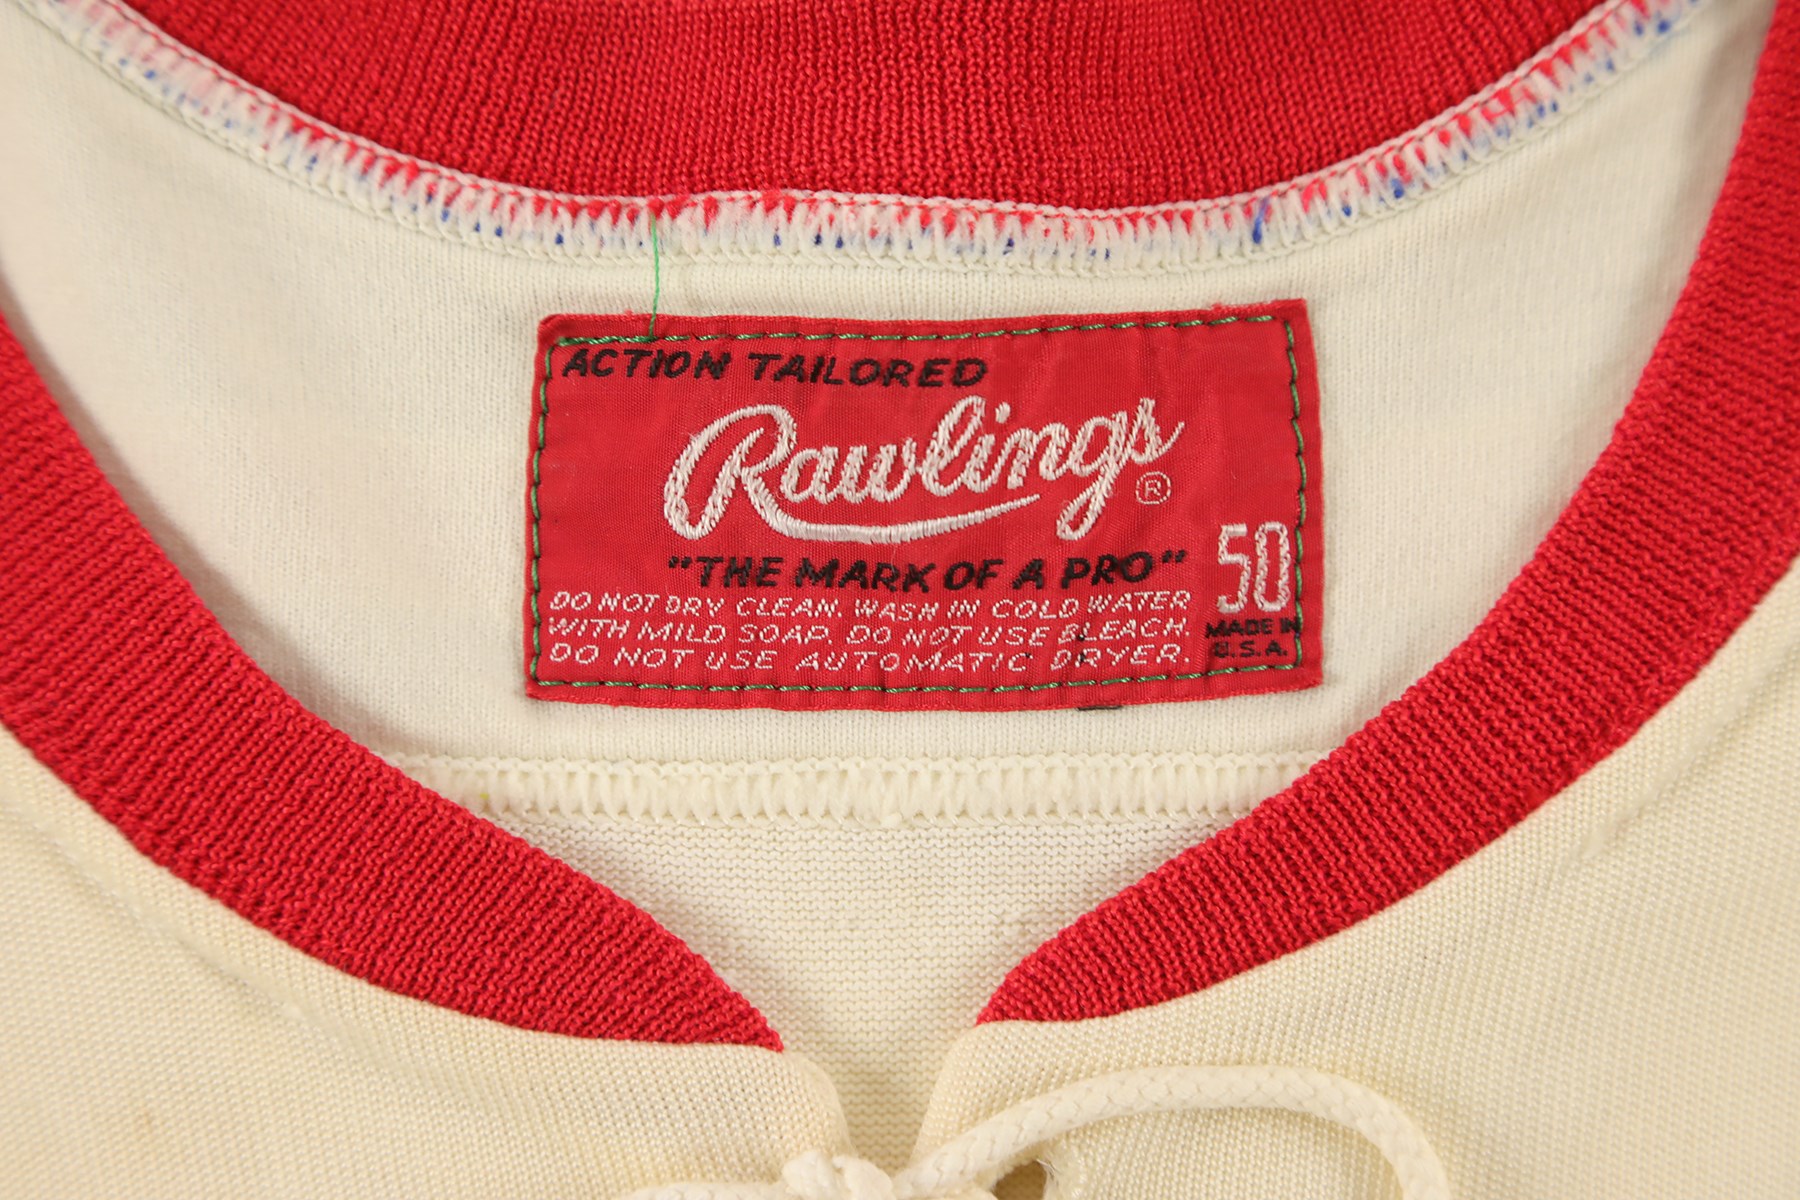 ACTION TAILORED
Rawlings ®
"THE MARK OF A PRO"
50
DO NOT DRY CLEAN. WASH IN COLD WATER
WITH MILD SOAP. DO NOT USE BLEACH.
DO NOT USE AUTOMATIC DRYER.
MADE IN
U.S.A.